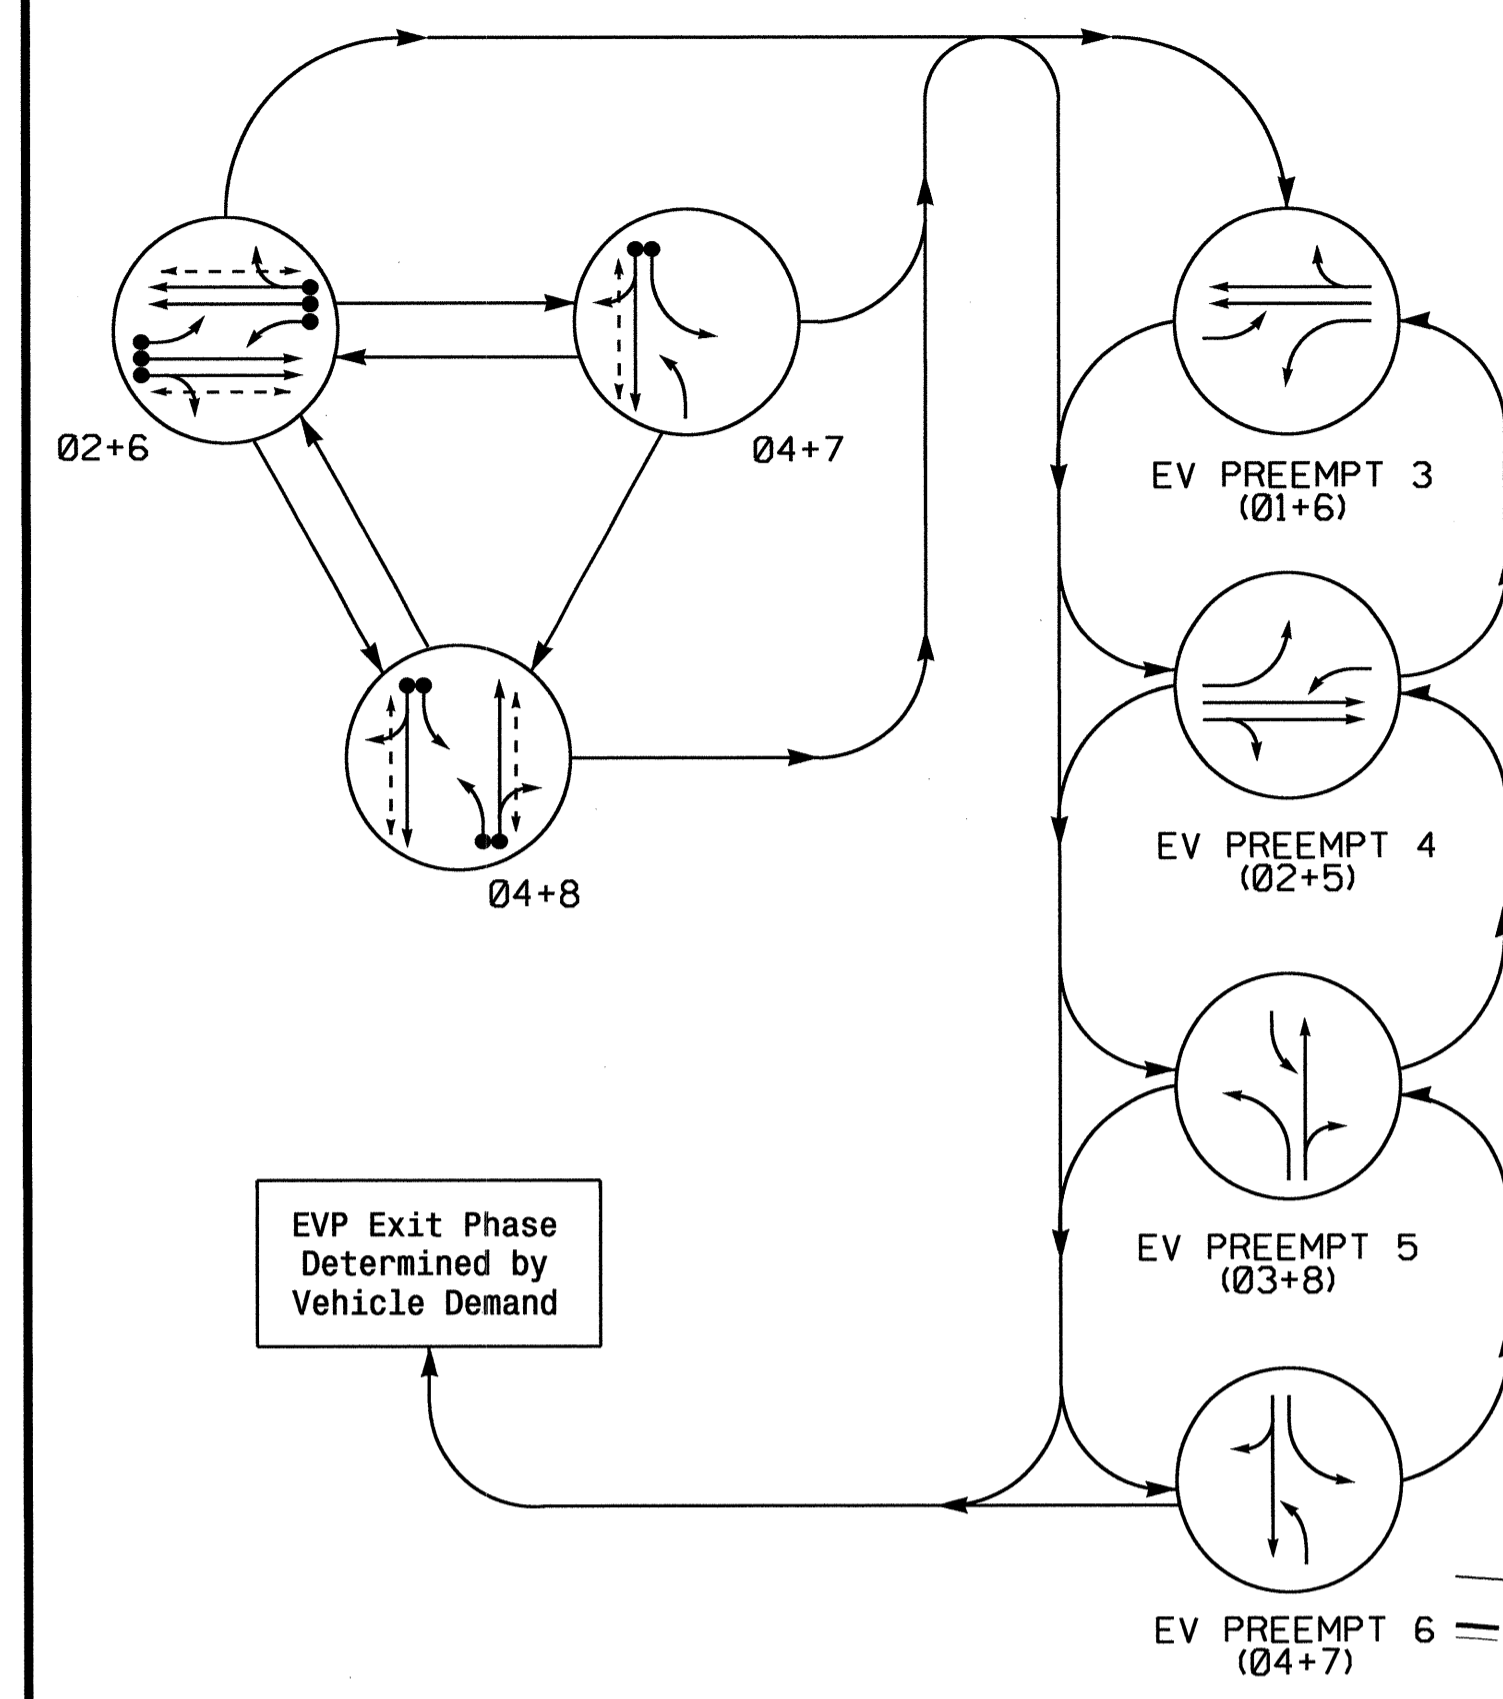 Ø2+6
Ø4+7
EV PREEMPT 3
(Ø1+6)
EV PREEMPT 4
(Ø2+5)
Ø4+8
EVP Exit Phase
Determined by
Vehicle Demand
EV PREEMPT 5
(Ø3+8)
EV PREEMPT 6
(Ø4+7)